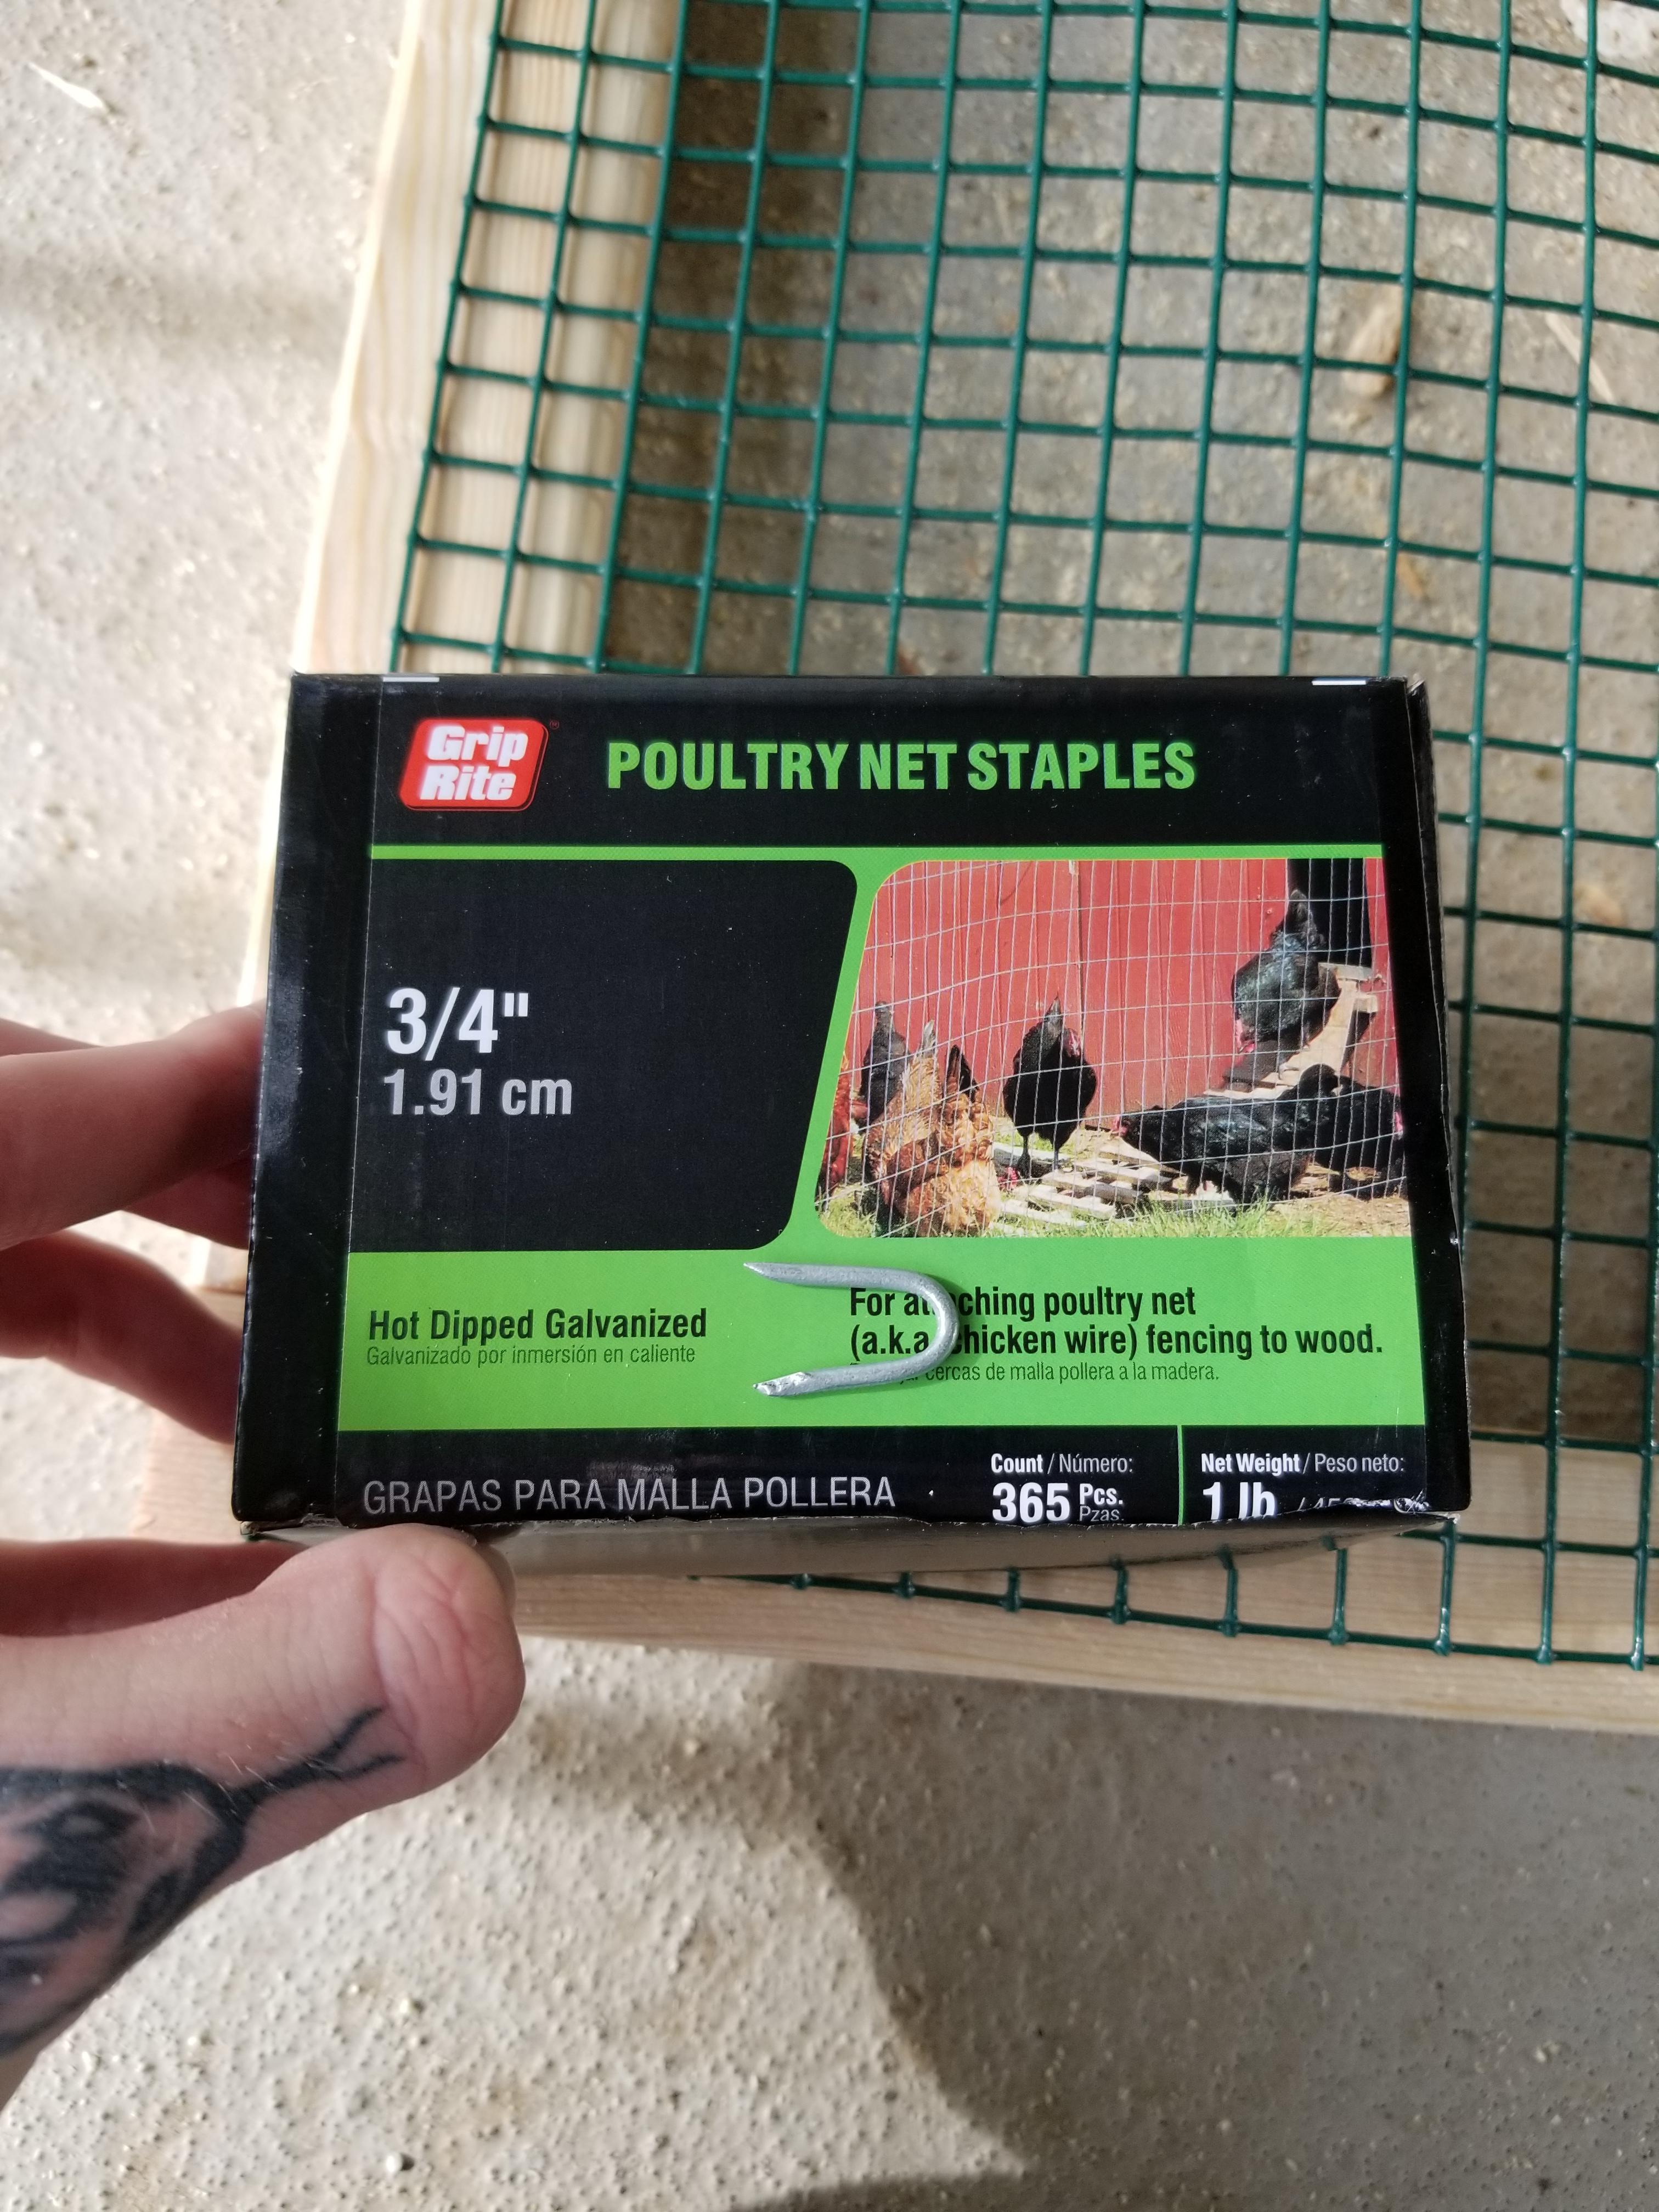 Grip
Rite®
POULTRY NET STAPLES
3/4"
1.91 cm
Hot Dipped Galvanized
Galvanizado por inmersión en caliente
For attaching poultry net
(a.k.a. chicken wire) fencing to wood.
cercas de malla pollera a la madera.
GRAPAS PARA MALLA POLLERA
Count / Número:
365 Pcs.
Pzas.
Net Weight / Peso neto:
1 lb